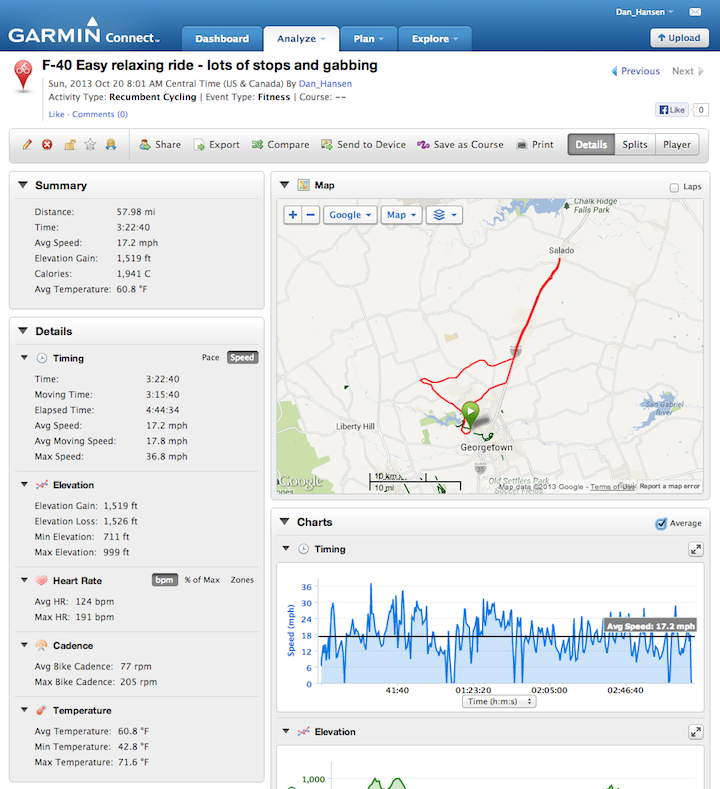 Dan_Hansen
GARMIN Connect™
Dashboard
Analyze
Plan
Explore
Upload
F-40 Easy relaxing ride - lots of stops and gabbing
Sun, 2013 Oct 20 8:01 AM Central Time (US & Canada) By Dan_Hansen
Activity Type: Recumbent Cycling | Event Type: Fitness | Course: --
Like · Comments (0)
Previous
Next
Like
0
Share
Export
Compare
Send to Device
Save as Course
Print
Details
Splits
Player
Summary
Distance: 57.98 mi
Time: 3:22:40
Avg Speed: 17.2 mph
Elevation Gain: 1,519 ft
Calories: 1,941 C
Avg Temperature: 60.8 °F
Details
Timing
Pace
Speed
Time: 3:22:40
Moving Time: 3:15:40
Elapsed Time: 4:44:34
Avg Speed: 17.2 mph
Avg Moving Speed: 17.8 mph
Max Speed: 36.8 mph
Elevation
Elevation Gain: 1,519 ft
Elevation Loss: 1,526 ft
Min Elevation: 711 ft
Max Elevation: 999 ft
Heart Rate
bpm
% of Max
Zones
Avg HR: 124 bpm
Max HR: 191 bpm
Cadence
Avg Bike Cadence: 77 rpm
Max Bike Cadence: 205 rpm
Temperature
Avg Temperature: 60.8 °F
Min Temperature: 42.8 °F
Max Temperature: 71.6 °F
Map
Laps
+
−
Google
Map
Chalk Ridge
Falls Park
Salado
San Gabriel
River
Liberty Hill
Georgetown
Google
10 km
10 mi
Old Settlers Park
Soccer Fields
Map data ©2013 Google - Terms of Use
Report a map error
Charts
Average
Timing
Speed (mph)
36
30
24
18
12
6
0
Avg Speed: 17.2 mph
41:40
01:23:20
02:05:00
02:46:40
Time (h:m:s)
Elevation
1,000